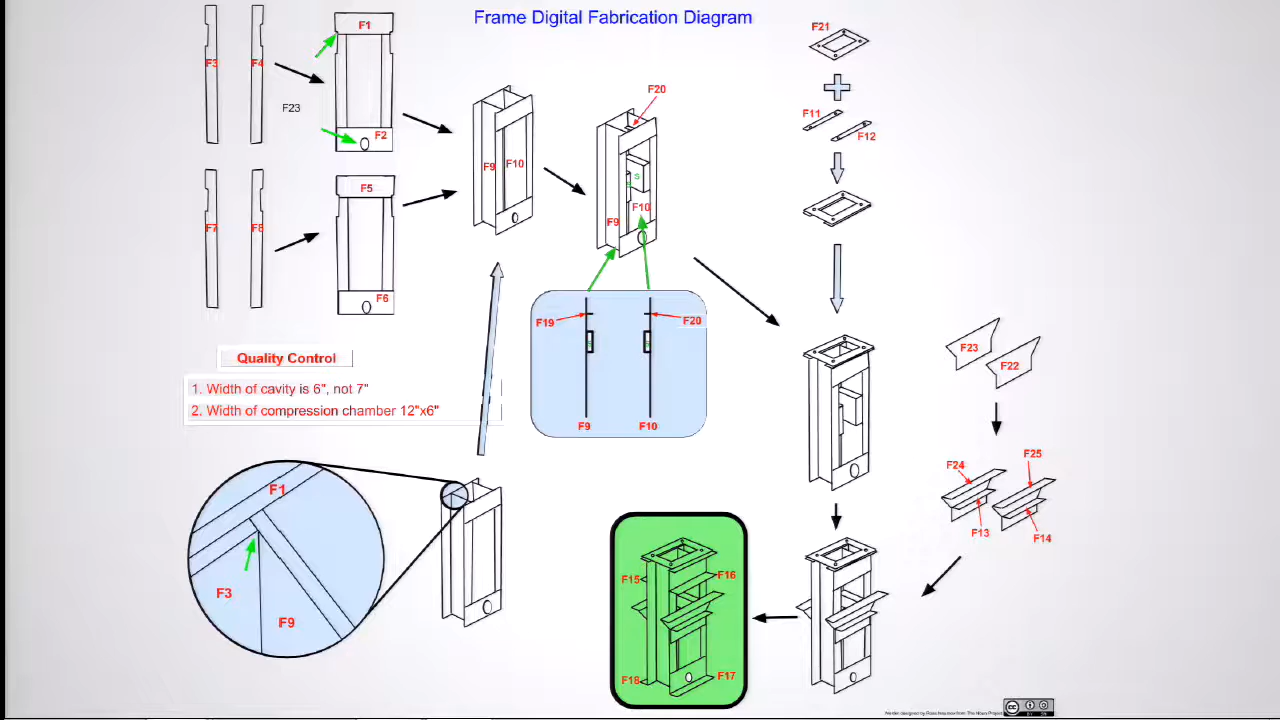 Frame Digital Fabrication Diagram
F1
F3
F4
F23
F2
F5
F7
F8
F6
F9
F10
F20
S
S
F10
F9
F21
F11
F12
F19
F20
F9
F10
Quality Control
1. Width of cavity is 6", not 7"
2. Width of compression chamber 12"x6"
F1
F3
F9
F23
F22
F24
F25
F13
F14
F15
F16
F18
F17